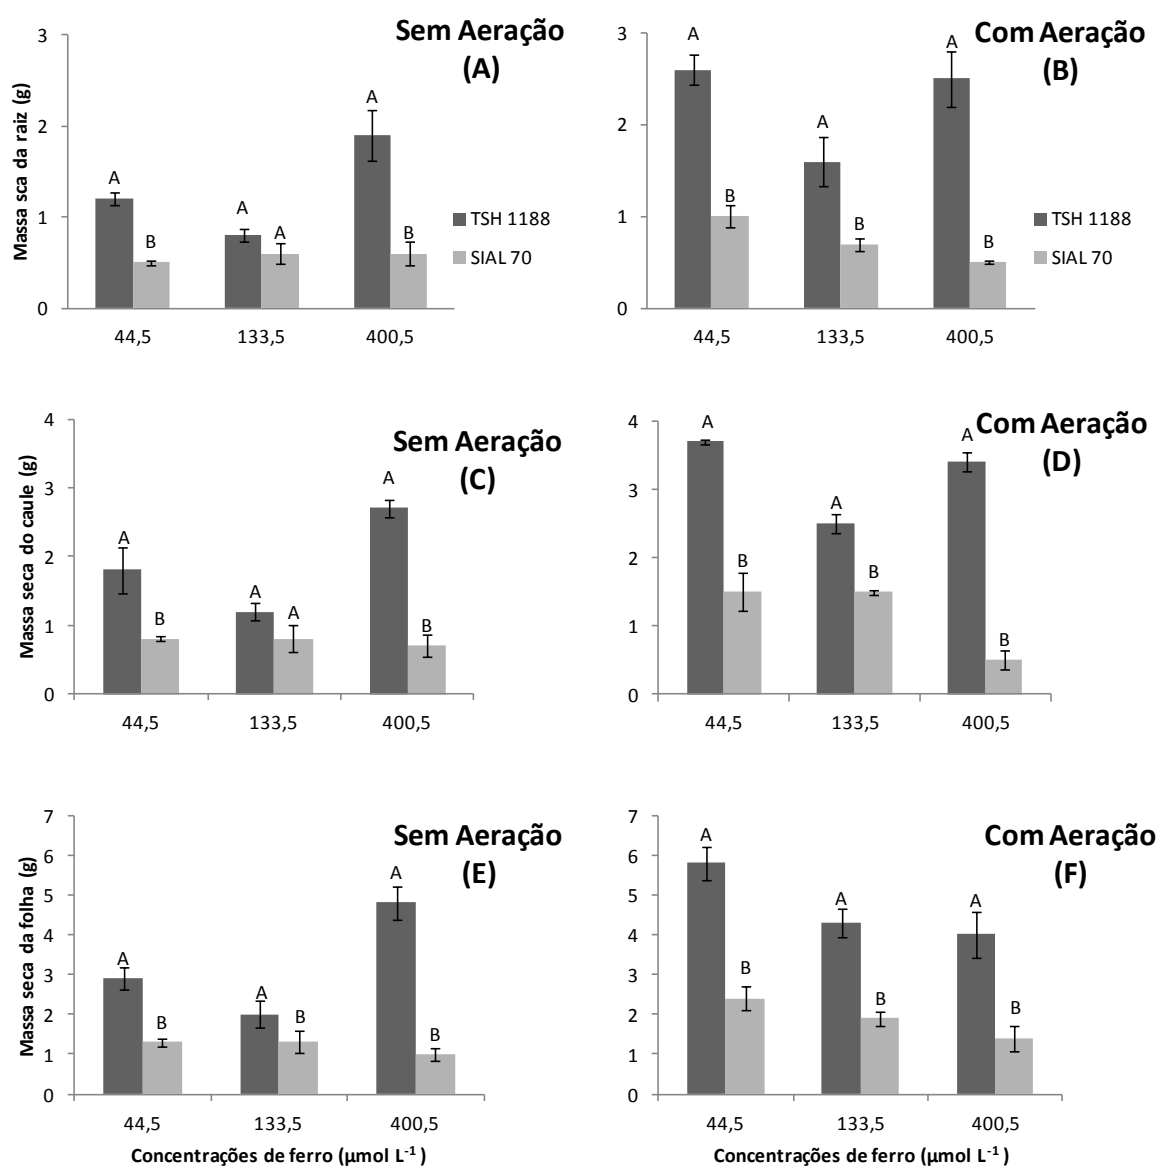 Sem Aeração
(A)
Massa sca da raiz (g)
3
2
1
0
A
B
A
A
A
B
TSH 1188
SIAL 70
44,5
133,5
400,5
Com Aeração
(B)
3
2
1
0
A
B
A
B
A
B
TSH 1188
SIAL 70
44,5
133,5
400,5
Sem Aeração
(C)
Massa seca do caule (g)
4
3
2
1
0
A
B
A
A
A
B
44,5
133,5
400,5
Com Aeração
(D)
4
3
2
1
0
A
B
A
B
A
B
44,5
133,5
400,5
Sem Aeração
(E)
Massa seca da folha (g)
7
6
5
4
3
2
1
0
A
B
A
B
A
B
44,5
133,5
400,5
Concentrações de ferro (µmol L⁻¹ )
Com Aeração
(F)
7
6
5
4
3
2
1
0
A
B
A
B
A
B
44,5
133,5
400,5
Concentrações de ferro (µmol L⁻¹ )